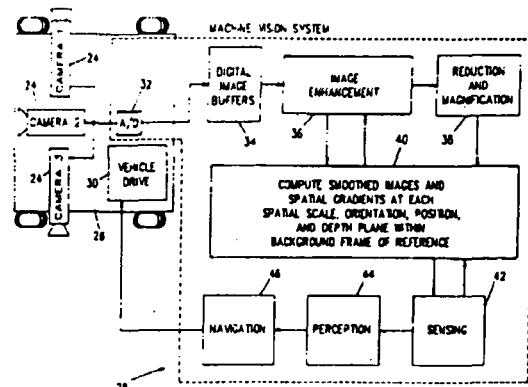 MACHINE VISION SYSTEM
CAMERA 1
24
24
CAMERA 2
32
A/D
DIGITAL
IMAGE
BUFFERS
34
IMAGE
ENHANCEMENT
36
REDUCTION
AND
MAGNIFICATION
38
24
CAMERA 3
30
VEHICLE
DRIVE
26
40
COMPUTE SMOOTHED IMAGES AND
SPATIAL GRADIENTS AT EACH
SPATIAL SCALE, ORIENTATION, POSITION,
AND DEPTH PLANE WITHIN
BACKGROUND FRAME OF REFERENCE
46
NAVIGATION
44
PERCEPTION
42
SENSING